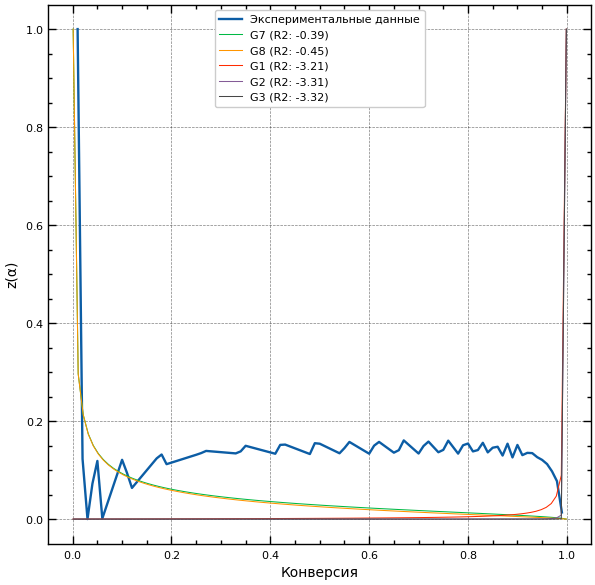 Экспериментальные данные
G7 (R2: -0.39)
G8 (R2: -0.45)
G1 (R2: -3.21)
G2 (R2: -3.31)
G3 (R2: -3.32)
1.0
0.8
0.6
0.4
0.2
0.0
z(α)
0.0 0.2 0.4 0.6 0.8 1.0
Конверсия